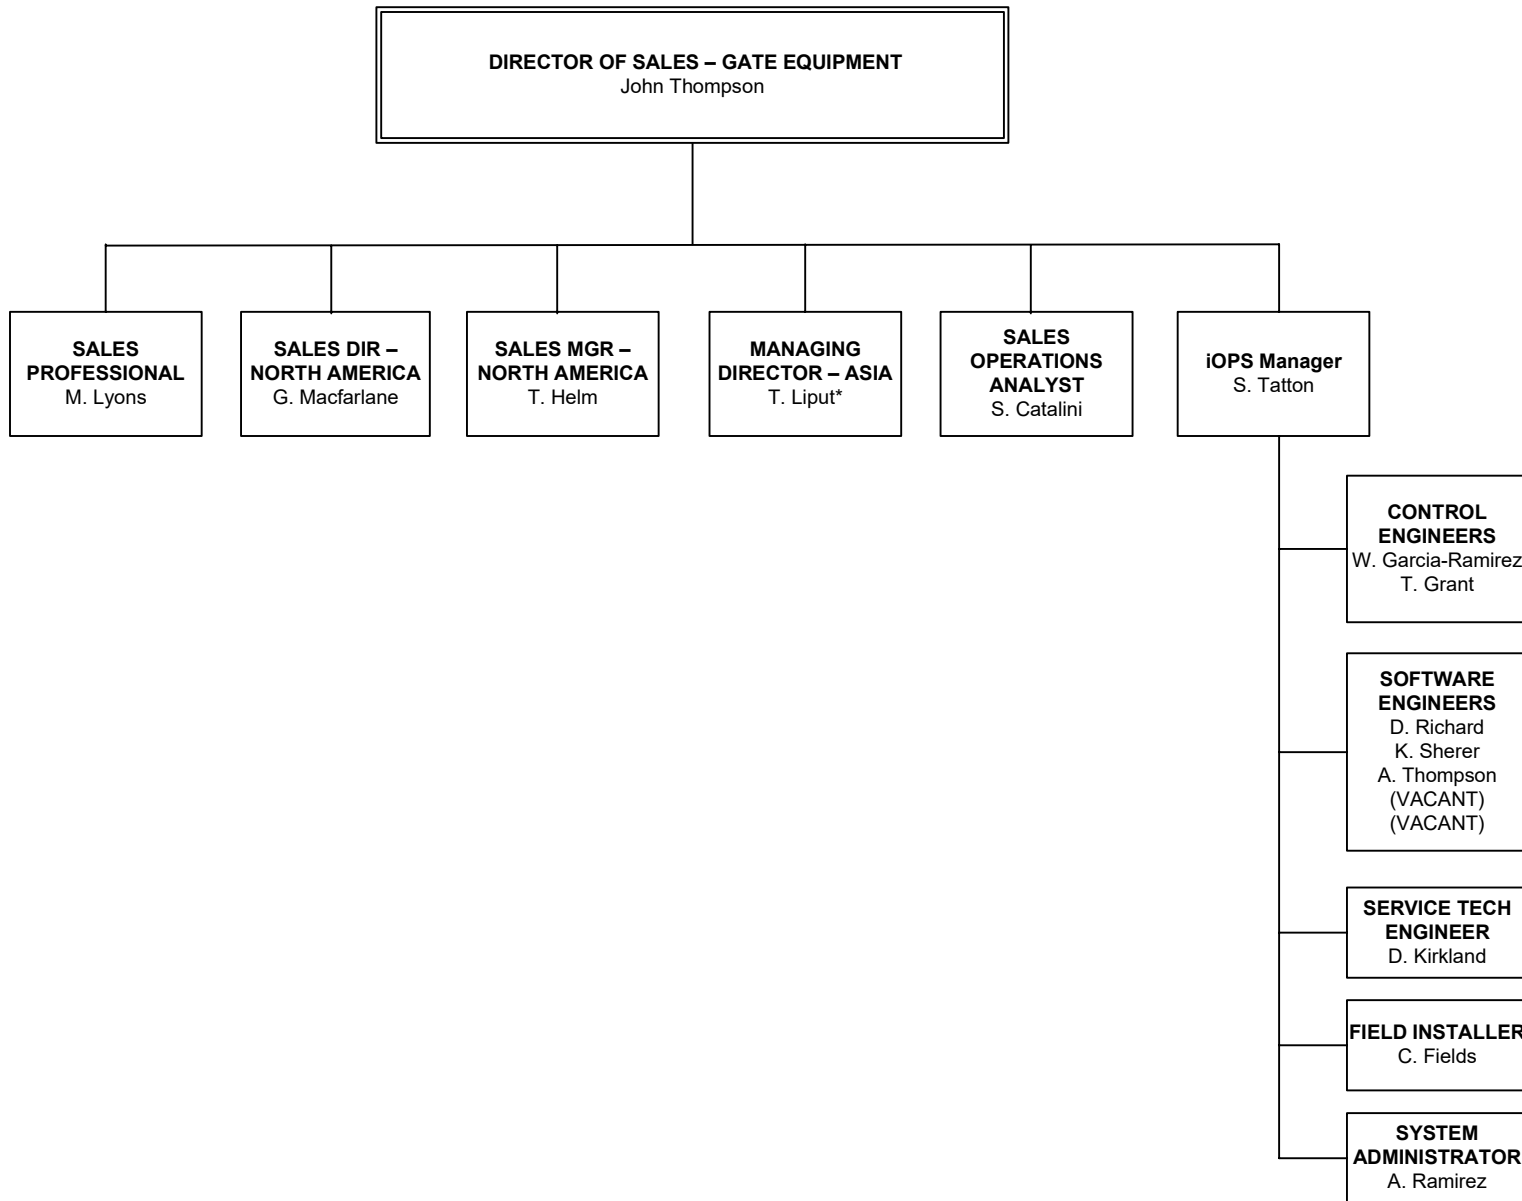 DIRECTOR OF SALES – GATE EQUIPMENT
John Thompson
SALES
PROFESSIONAL
M. Lyons
SALES DIR –
NORTH AMERICA
G. Macfarlane
SALES MGR –
NORTH AMERICA
T. Helm
MANAGING
DIRECTOR – ASIA
T. Liput*
SALES
OPERATIONS
ANALYST
S. Catalini
iOPS Manager
S. Tatton
CONTROL
ENGINEERS
W. Garcia-Ramirez
T. Grant
SOFTWARE
ENGINEERS
D. Richard
K. Sherer
A. Thompson
(VACANT)
(VACANT)
SERVICE TECH
ENGINEER
D. Kirkland
FIELD INSTALLER
C. Fields
SYSTEM
ADMINISTRATOR
A. Ramirez